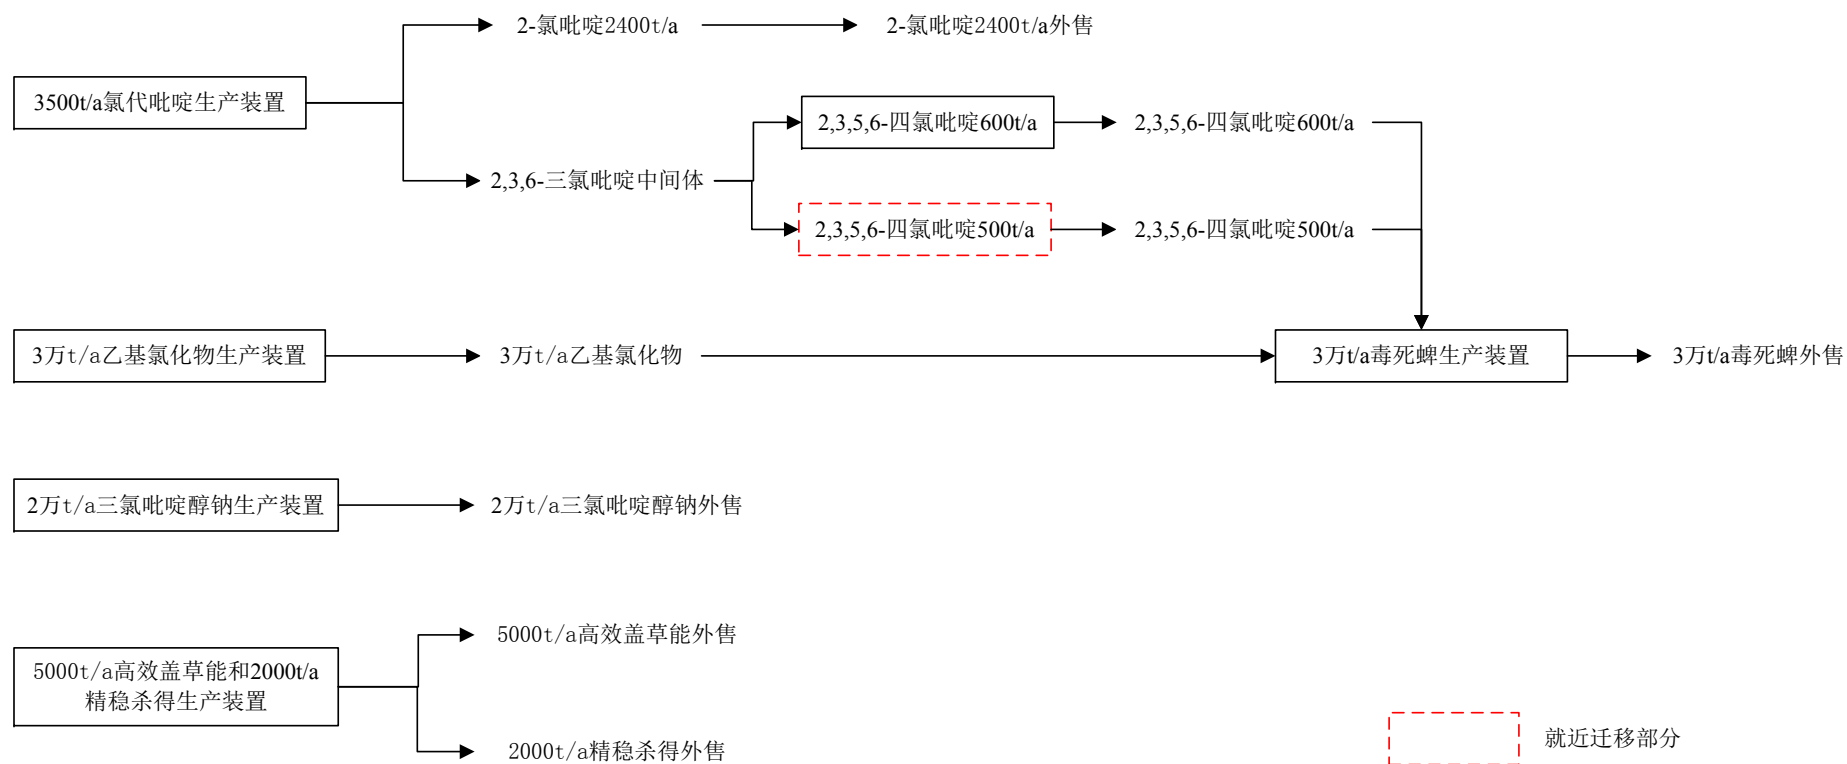 2-氯吡啶2400t/a
2-氯吡啶2400t/a外售
3500t/a氯代吡啶生产装置
2,3,5,6-四氯吡啶600t/a
2,3,5,6-四氯吡啶600t/a
2,3,6-三氯吡啶中间体
2,3,5,6-四氯吡啶500t/a
2,3,5,6-四氯吡啶500t/a
3万t/a乙基氯化物生产装置
3万t/a乙基氯化物
3万t/a毒死蜱生产装置
3万t/a毒死蜱外售
2万t/a三氯吡啶醇钠生产装置
2万t/a三氯吡啶醇钠外售
5000t/a高效盖草能外售
5000t/a高效盖草能和2000t/a
精稳杀得生产装置
2000t/a精稳杀得外售
就近迁移部分